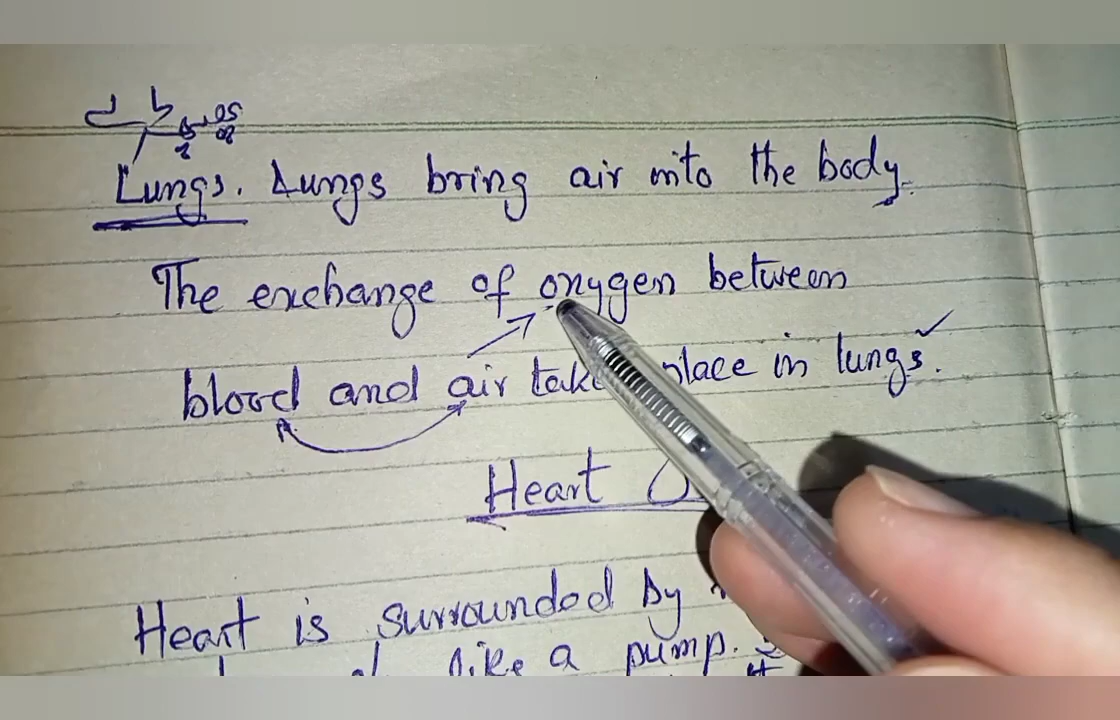 Lungs. Lungs bring air into the body.
The exchange of oxygen between
blood and air take place in lungs.
Heart
Heart is surrounded by
like a pump.